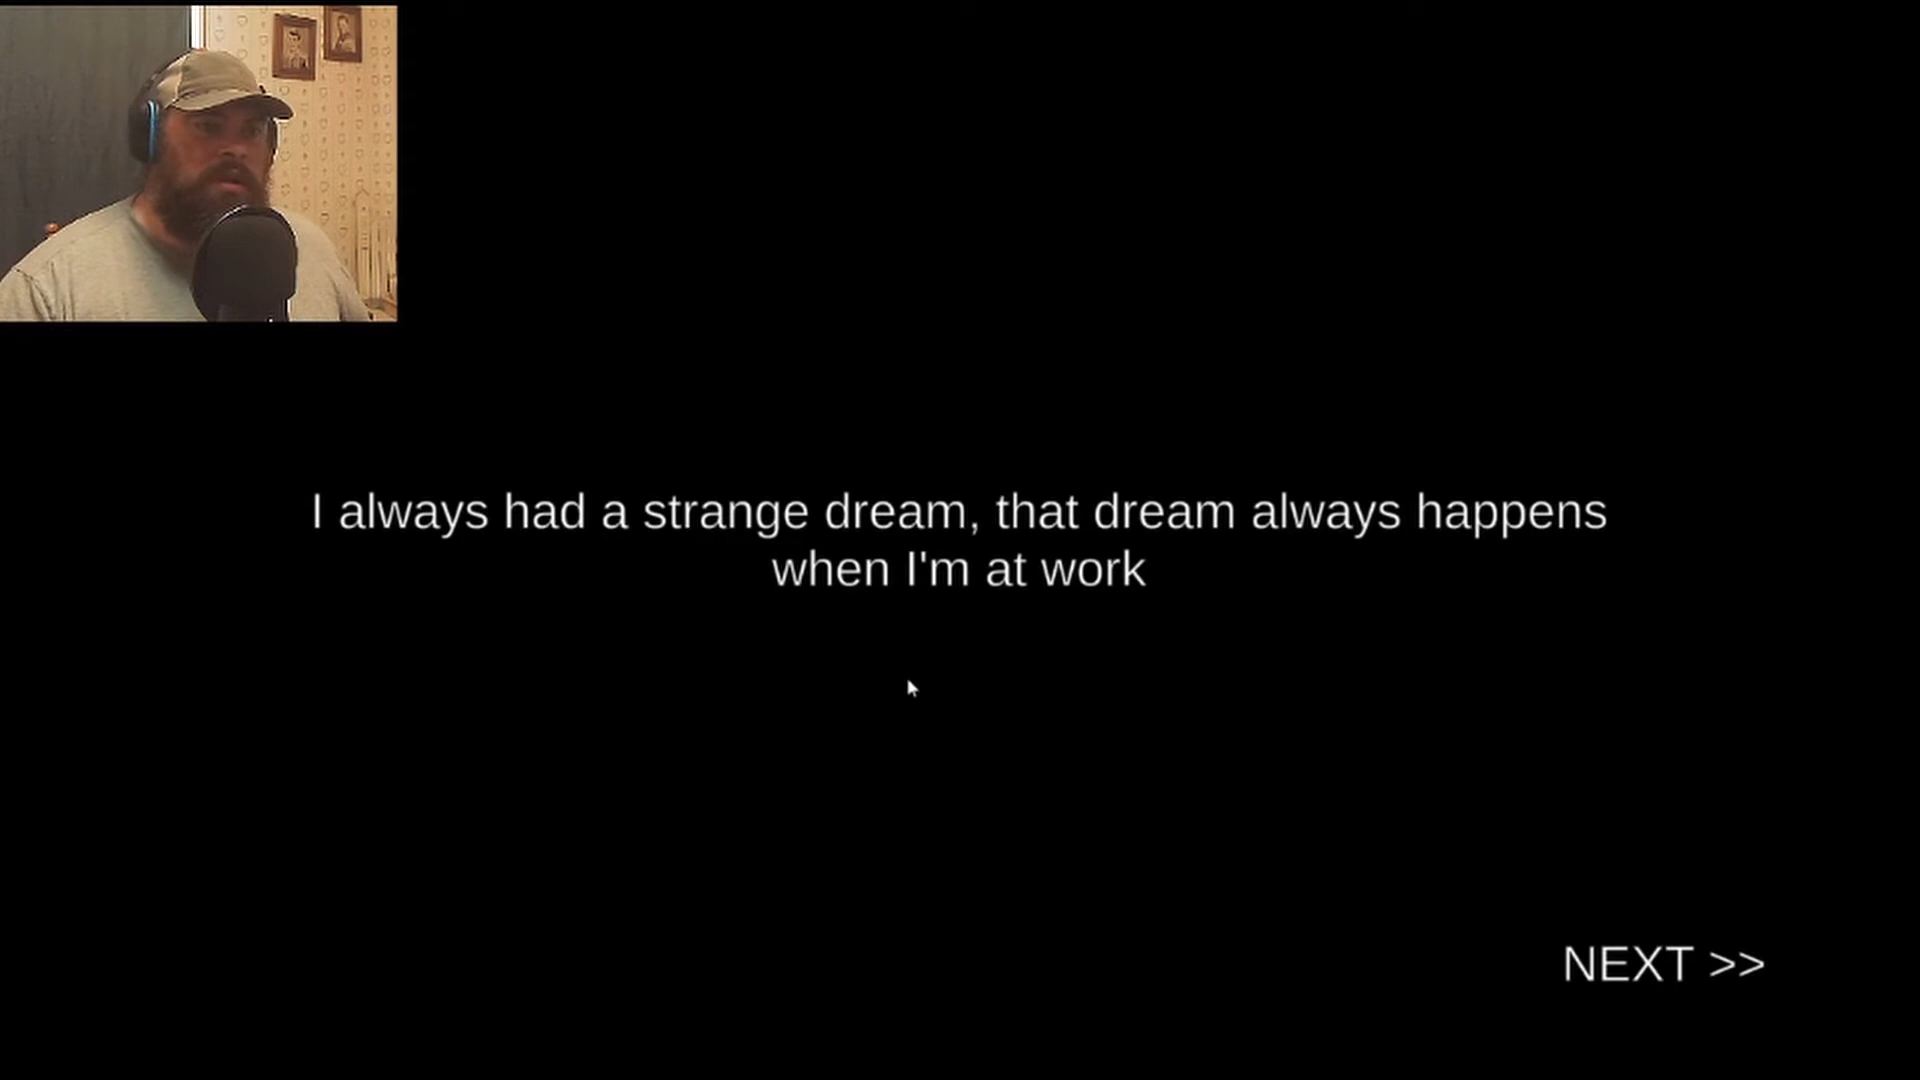 I always had a strange dream, that dream always happens
when I'm at work
NEXT >>